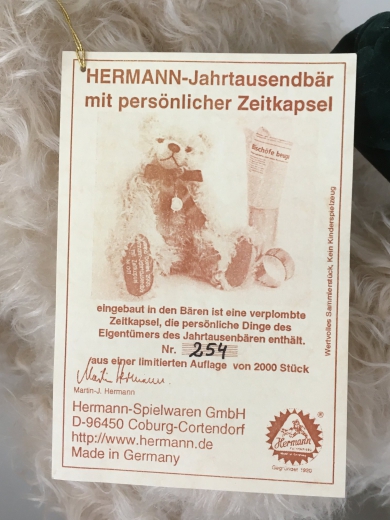 HERMANN-Jahrtausendbär
mit persönlicher Zeitkapsel
eingebaut in den Bären ist eine verplombte
Zeitkapsel, die persönliche Dinge des
Eigentümers des Jahrtausendbären enthält.
Nr. 254
aus einer limitierten Auflage von 2000 Stück
Martin Hermann
Martin-J. Hermann
Hermann-Spielwaren GmbH
D-96450 Coburg-Cortendorf
http://www.hermann.de
Made in Germany
Wertvolles Sammlerstück, Kein Kinderspielzeug
Hermann
®
Gegründet 1920